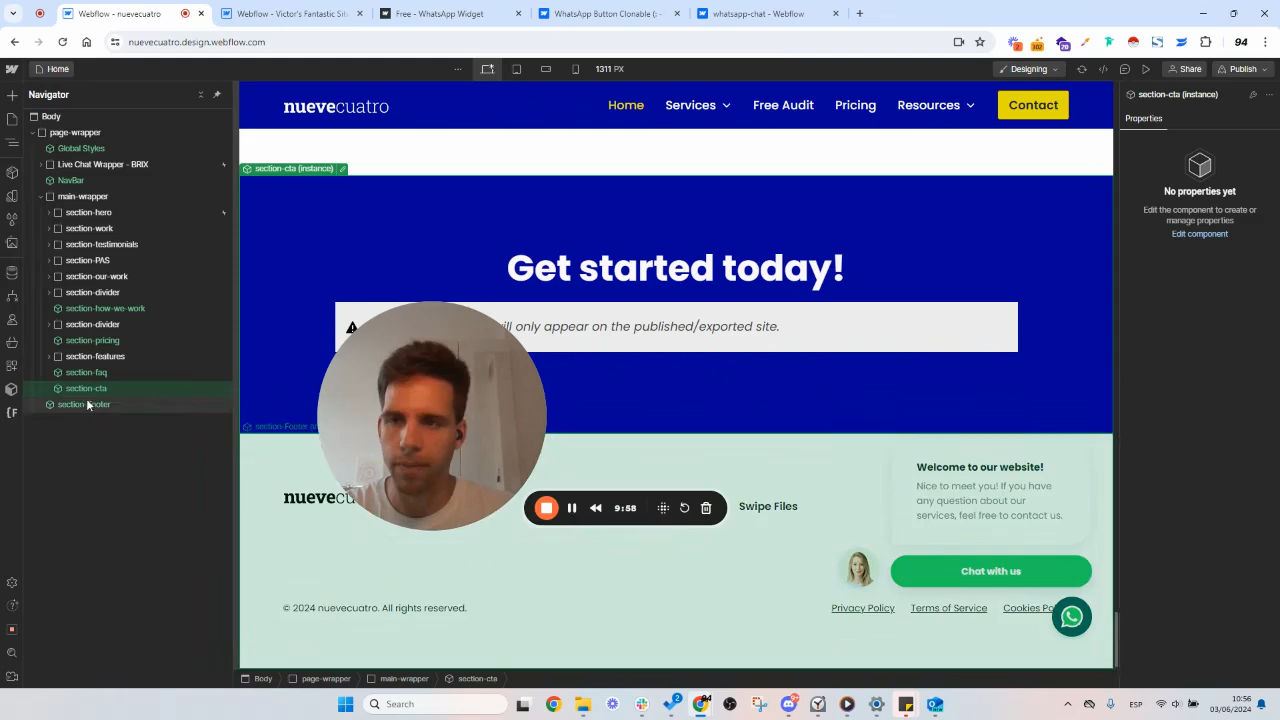 Webflow - nuevecuatro
Webflow - Victor's Fantastic Sit
Webflow - Free Audit Widget
WhatsApp Button Clonable
whatsapp-chat - Webflow
nuevecuatro.design.webflow.com
94
Home
1311 PX
Designing
Share
Publish
Navigator
Body
page-wrapper
Global Styles
Live Chat Wrapper - BRIX
NavBar
main-wrapper
section-hero
section-work
section-testimonials
section-PAS
section-our-work
section-divider
section-how-we-work
section-divider
section-pricing
section-features
section-faq
section-cta
section-footer
nuevecuatro
Home
Services
Free Audit
Pricing
Resources
Contact
section-cta (instance)
Get started today!
ill only appear on the published/exported site.
section-Footer
nuevecu
9:58
Swipe Files
Welcome to our website!
Nice to meet you! If you have
any question about our
services, feel free to contact us.
Chat with us
© 2024 nuevecuatro. All rights reserved.
Privacy Policy
Terms of Service
Cookies Po
section-cta (instance)
Properties
No properties yet
Edit the component to create or
manage properties
Edit component
Body
page-wrapper
main-wrapper
section-cta
Search
ESP
10:56
03/06/2024